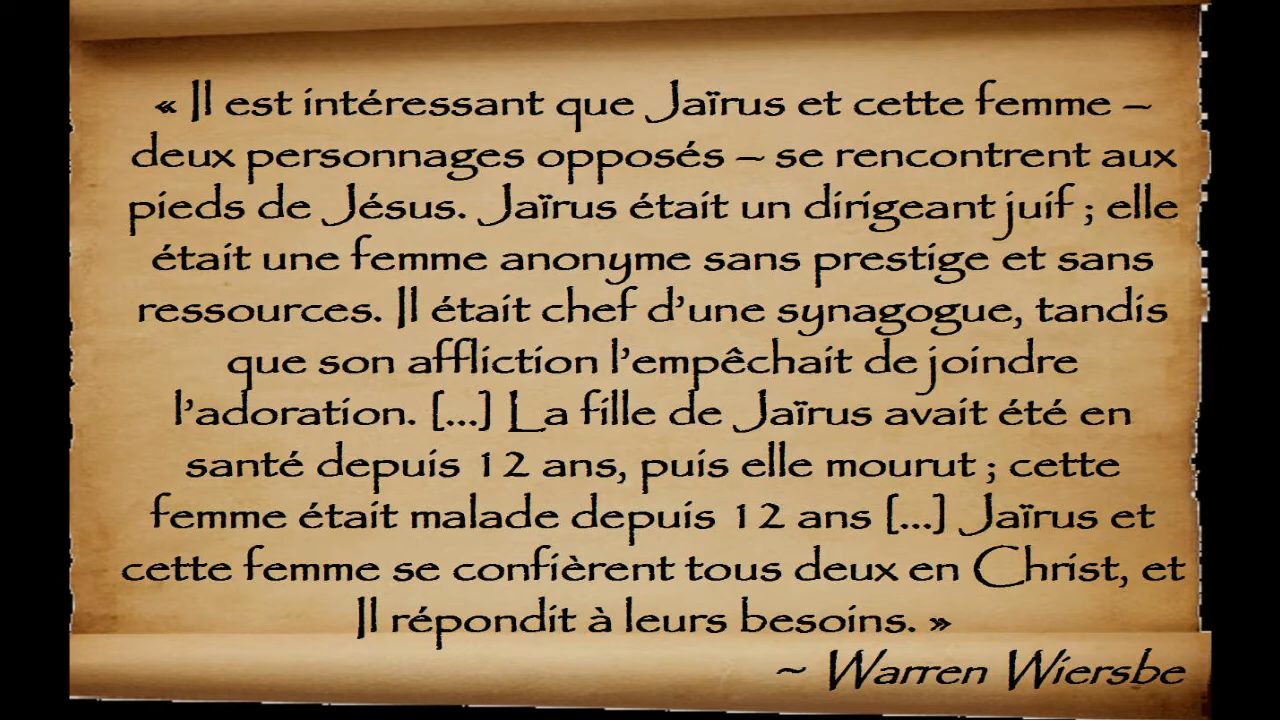 « Il est intéressant que Jaïrus et cette femme –
deux personnages opposés – se rencontrent aux
pieds de Jésus. Jaïrus était un dirigeant juif ; elle
était une femme anonyme sans prestige et sans
ressources. Il était chef d’une synagogue, tandis
que son affliction l’empêchait de joindre
l’adoration. [...] La fille de Jaïrus avait été en
santé depuis 12 ans, puis elle mourut ; cette
femme était malade depuis 12 ans [...] Jaïrus et
cette femme se confièrent tous deux en Christ, et
Il répondit à leurs besoins. »
~ Warren Wiersbe